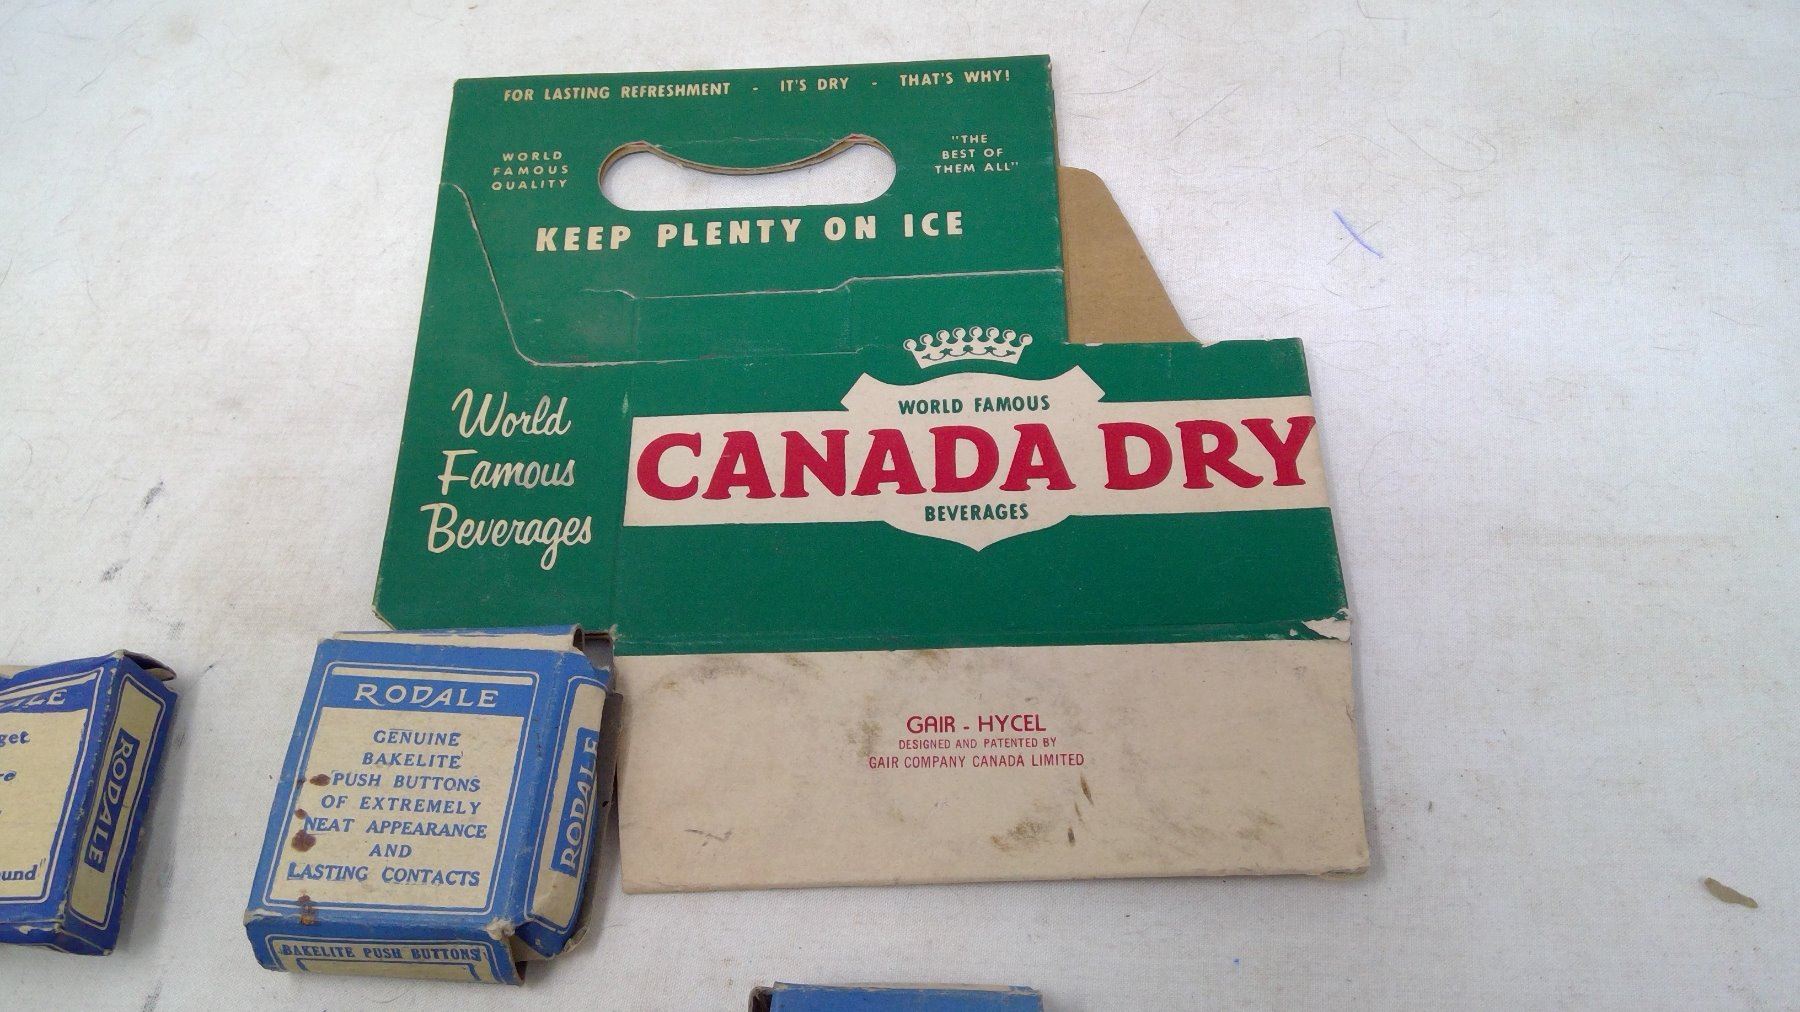 FOR LASTING REFRESHMENT - IT'S DRY - THAT'S WHY!
WORLD
FAMOUS
QUALITY
"THE
BEST OF
THEM ALL"
KEEP PLENTY ON ICE
World
Famous
Beverages
WORLD FAMOUS
CANADA DRY
BEVERAGES
GAIR - HYCEL
DESIGNED AND PATENTED BY
GAIR COMPANY CANADA LIMITED
RODALE
GENUINE
BAKELITE
PUSH BUTTONS
OF EXTREMELY
NEAT APPEARANCE
AND
LASTING CONTACTS
RODALE
BAKELITE PUSH BUTTONS
RODALE